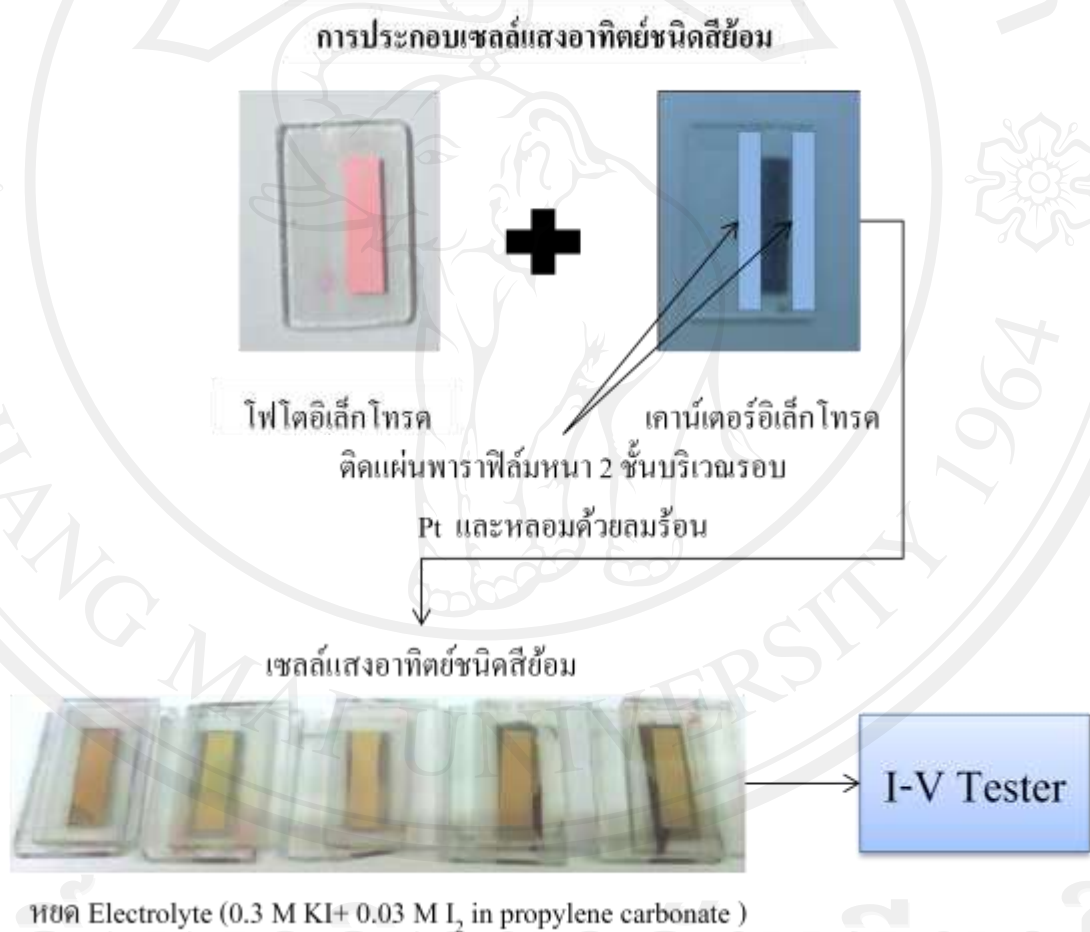 การประกอบเซลล์แสงอาทิตย์ชนิดสีย้อม
โฟโตอิเล็กโทรด
เคาน์เตอร์อิเล็กโทรด
ติดแผ่นพาราฟิล์มหนา 2 ชั้นบริเวณรอบ
Pt และหลอมด้วยลมร้อน
เซลล์แสงอาทิตย์ชนิดสีย้อม
I-V Tester
หยด Electrolyte (0.3 M KI+ 0.03 M I₂ in propylene carbonate )
ANG MAI UNIVERSITY 1964